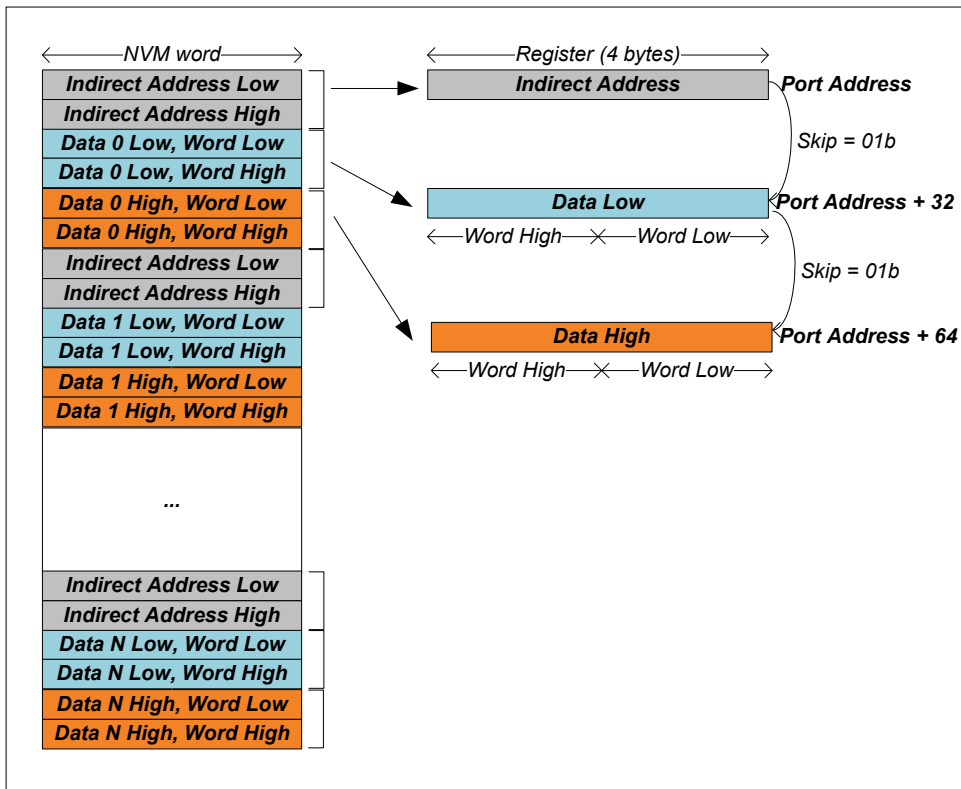 NVM word
Indirect Address Low
Indirect Address High
Data 0 Low, Word Low
Data 0 Low, Word High
Data 0 High, Word Low
Data 0 High, Word High
Indirect Address Low
Indirect Address High
Data 1 Low, Word Low
Data 1 Low, Word High
Data 1 High, Word Low
Data 1 High, Word High
...
Indirect Address Low
Indirect Address High
Data N Low, Word Low
Data N Low, Word High
Data N High, Word Low
Data N High, Word High
Register (4 bytes)
Indirect Address
Port Address
Skip = 01b
Data Low
Port Address + 32
Word High
Word Low
Skip = 01b
Data High
Port Address + 64
Word High
Word Low